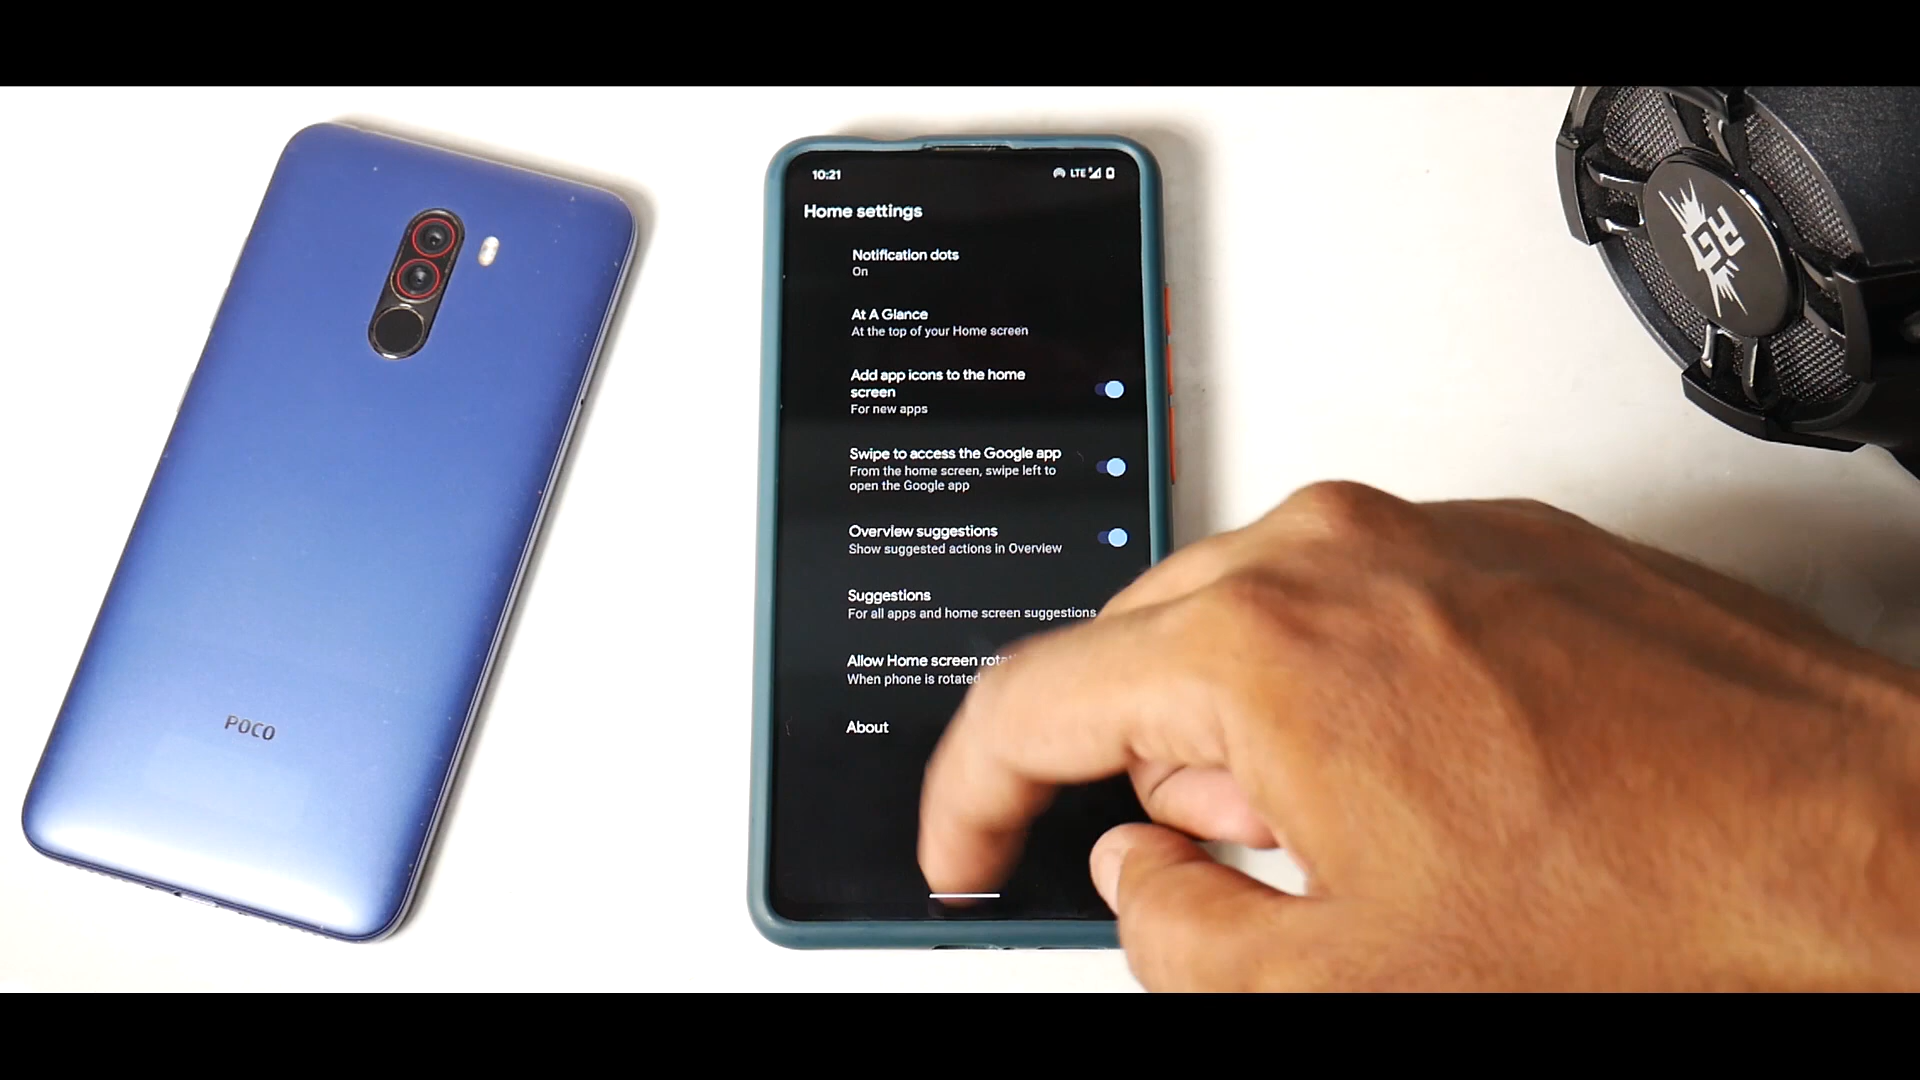 POCO
10:21
LTE
Home settings
Notification dots
On
At A Glance
At the top of your Home screen
Add app icons to the home
screen
For new apps
Swipe to access the Google app
From the home screen, swipe left to
open the Google app
Overview suggestions
Show suggested actions in Overview
Suggestions
For all apps and home screen suggestions
Allow Home screen
When phone is rotated
About